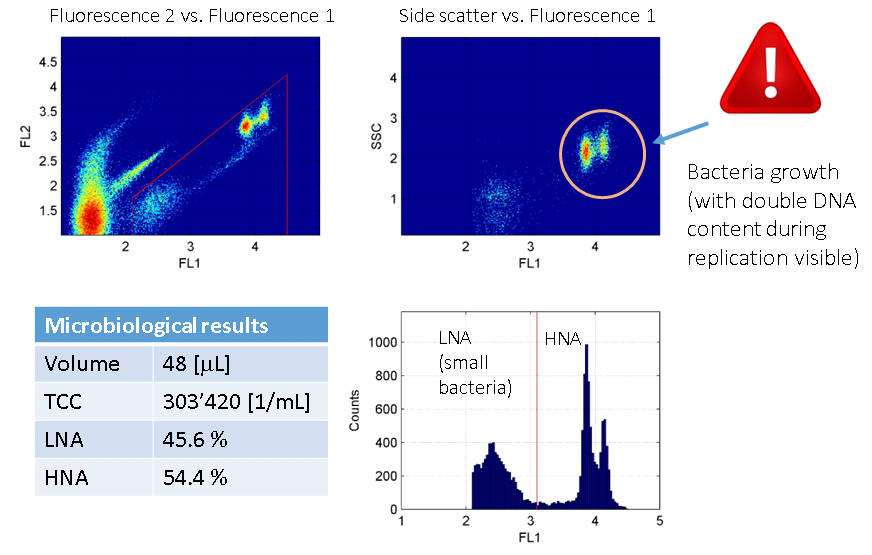 Fluorescence 2 vs. Fluorescence 1
Side scatter vs. Fluorescence 1
4.5
4
3.5
3
2.5
2
1.5
FL2
2
3
4
FL1
4
3
2
1
SSC
2
3
4
FL1
!
Bacteria growth
(with double DNA
content during
replication visible)
Microbiological results
Volume 48 [μL]
TCC 303’420 [1/mL]
LNA 45.6 %
HNA 54.4 %
LNA
(small
bacteria)
HNA
1000
800
600
400
200
0
Counts
1
2
3
4
5
FL1